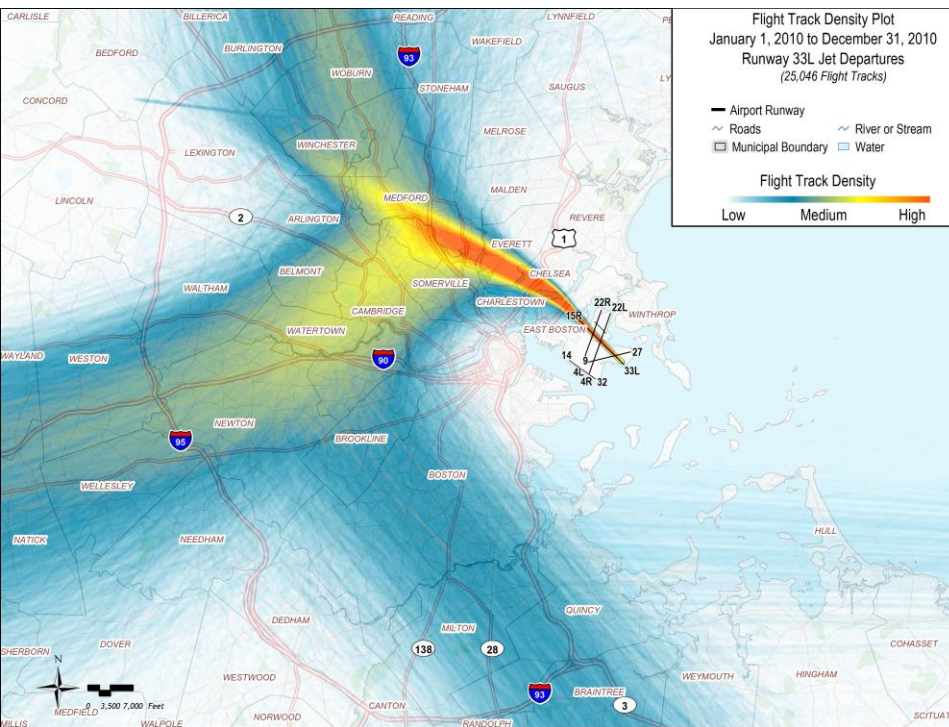 Flight Track Density Plot
January 1, 2010 to December 31, 2010
Runway 33L Jet Departures
(25,046 Flight Tracks)
Airport Runway
Roads
River or Stream
Municipal Boundary
Water
Flight Track Density
Low Medium High
CARLISLE
BILLERICA
READING
LYNNFIELD
BURLINGTON
WAKEFIELD
BEDFORD
93
WOBURN
STONEHAM
SAUGUS
CONCORD
MELROSE
WINCHESTER
LEXINGTON
MALDEN
LINCOLN
MEDFORD
2
ARLINGTON
REVERE
1
EVERETT
BELMONT
CHELSEA
SOMERVILLE
WALTHAM
CHARLESTOWN
22R
22L
CAMBRIDGE
15R
WINTHROP
WATERTOWN
EAST BOSTON
WAYLAND
WESTON
90
14
9
27
4L
33L
4R
32
NEWTON
95
BROOKLINE
BOSTON
WELLESLEY
HULL
NATICK
NEEDHAM
QUINCY
DEDHAM
MILTON
138
28
DOVER
COHASSET
SHERBORN
WESTWOOD
WEYMOUTH
HINGHAM
N
93
BRAINTREE
3
0 3,500 7,000 Feet
CANTON
MEDFIELD
NORWOOD
SCITUAT
MILLIS
WALPOLE
RANDOLPH